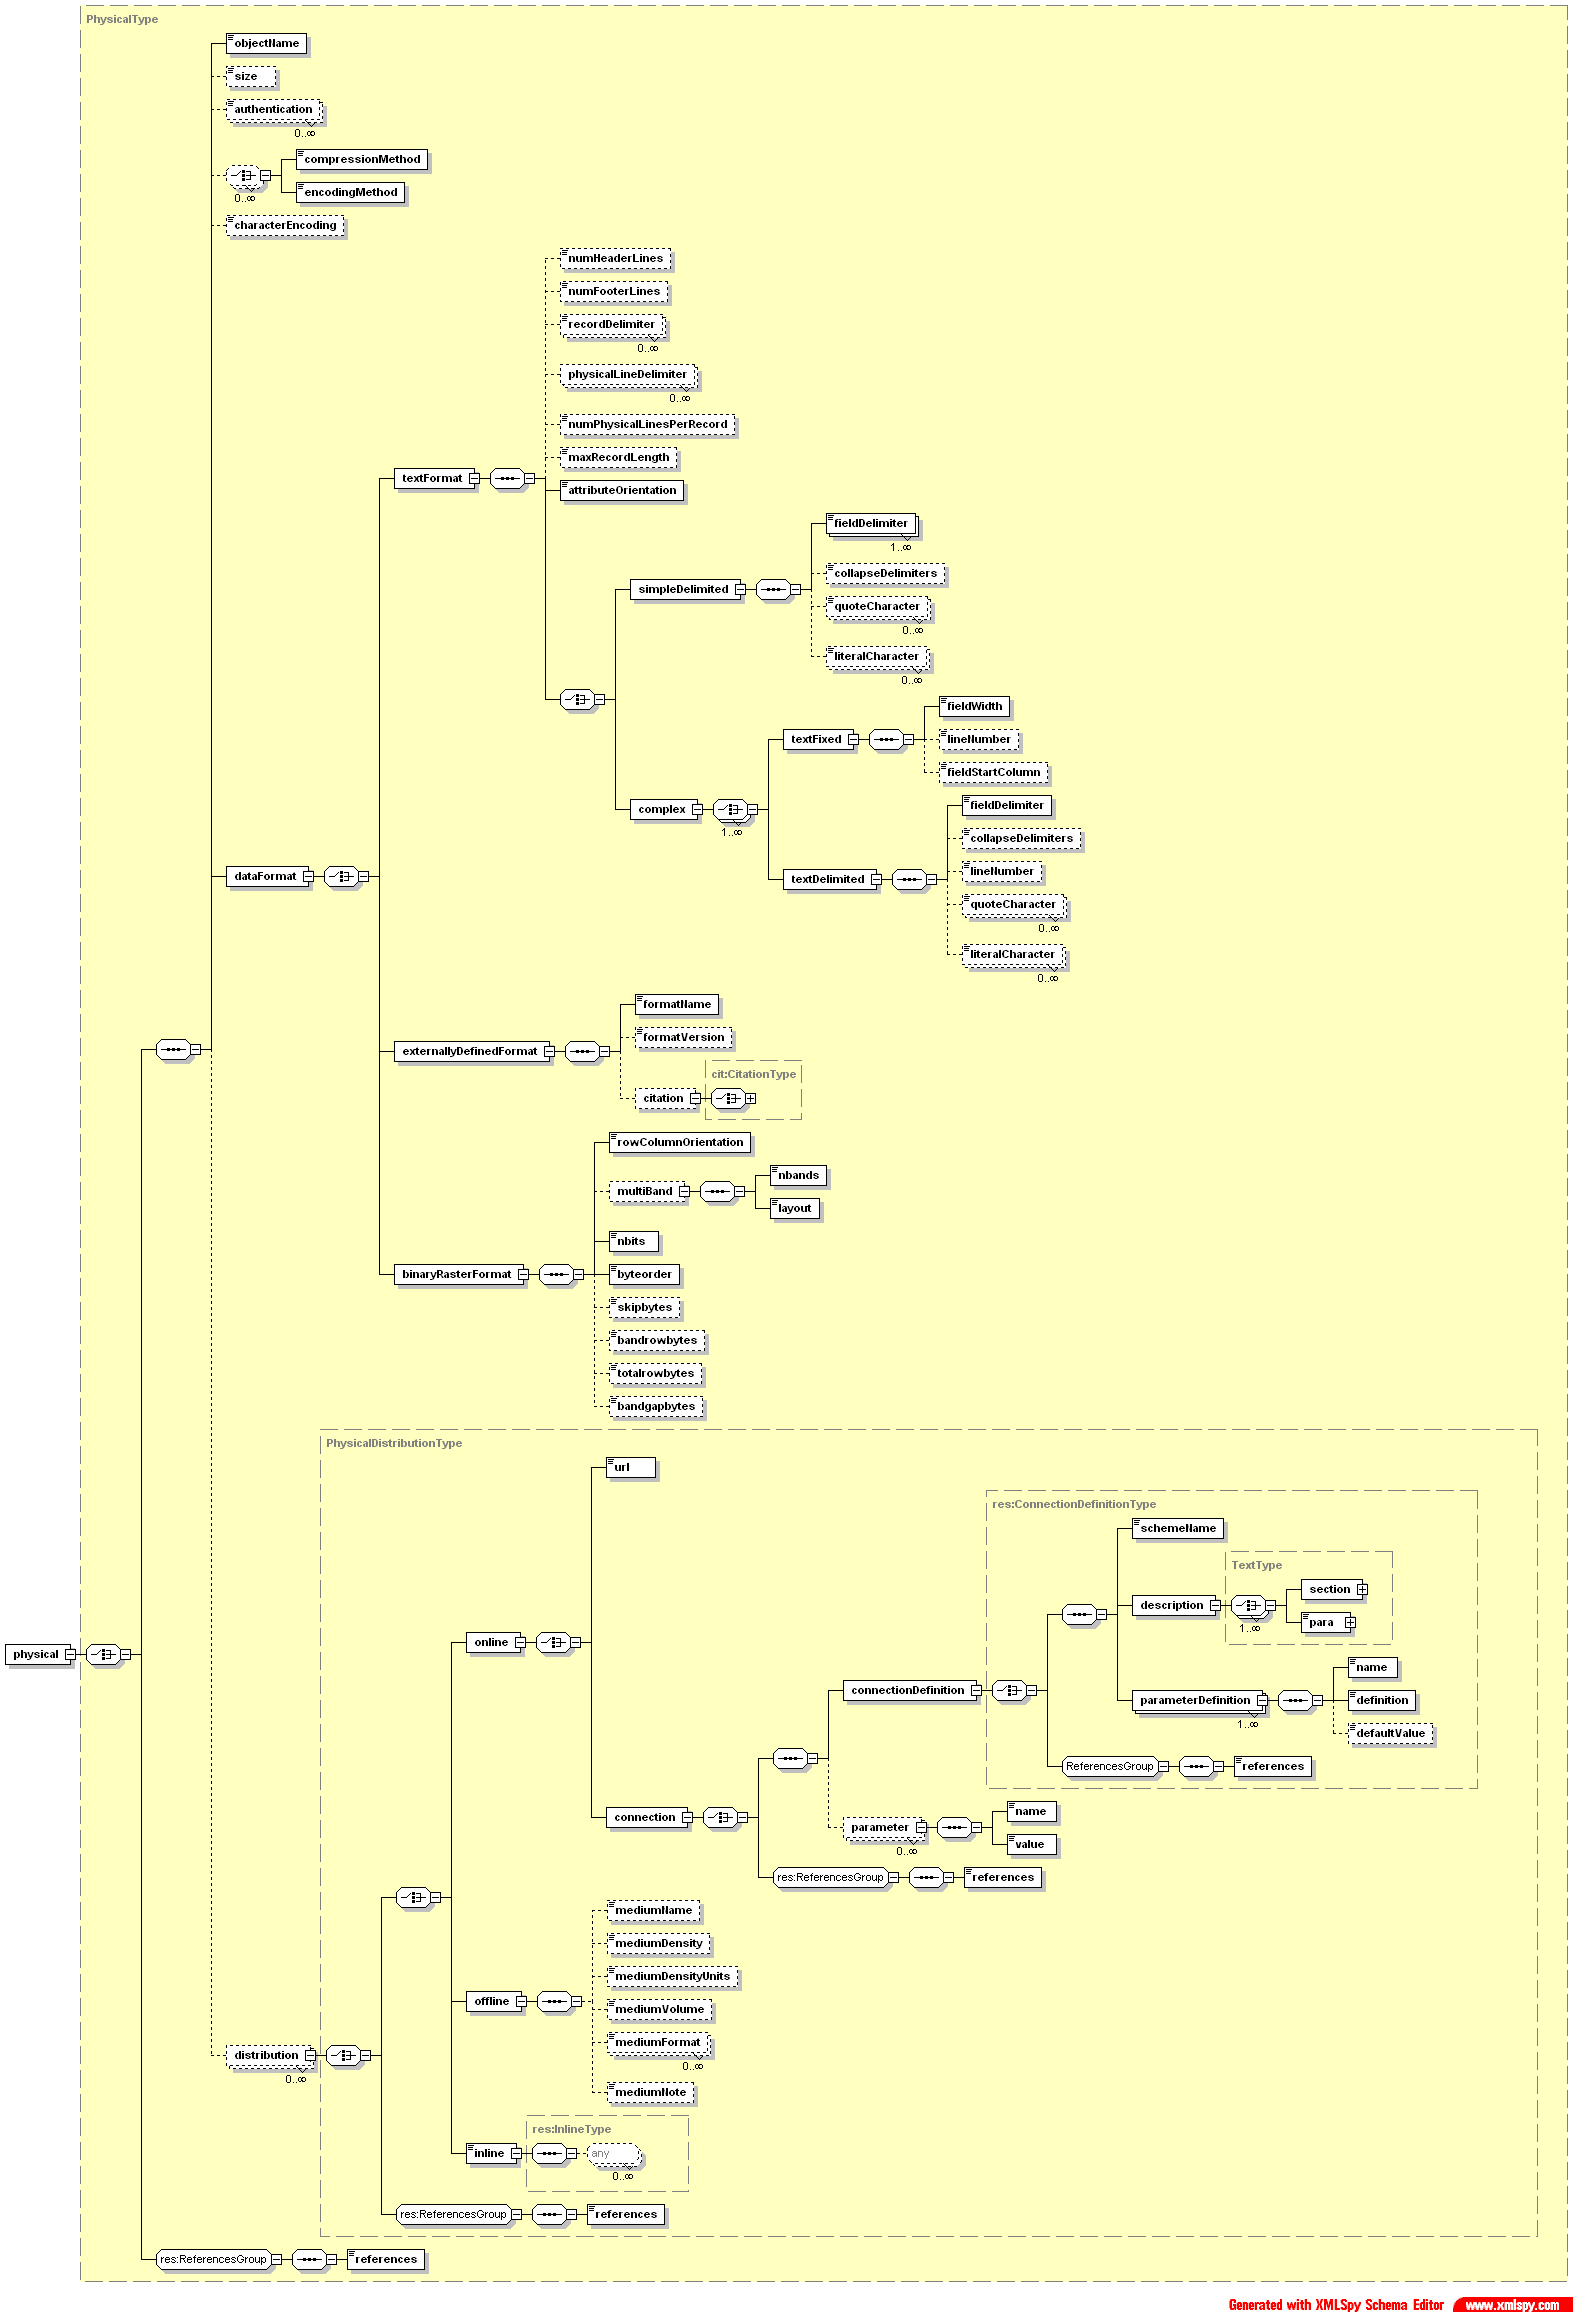 PhysicalType
objectName
size
authentication
0..∞
compressionMethod
0..∞
encodingMethod
characterEncoding
numHeaderLines
numFooterLines
recordDelimiter
0..∞
physicalLineDelimiter
0..∞
numPhysicalLinesPerRecord
maxRecordLength
textFormat
attributeOrientation
fieldDelimiter
1..∞
collapseDelimiters
simpleDelimited
quoteCharacter
0..∞
literalCharacter
0..∞
fieldWidth
textFixed
lineNumber
fieldStartColumn
complex
1..∞
fieldDelimiter
collapseDelimiters
lineNumber
dataFormat
textDelimited
quoteCharacter
0..∞
literalCharacter
0..∞
formatName
formatVersion
externallyDefinedFormat
cit:CitationType
citation
rowColumnOrientation
nbands
multiBand
layout
nbits
binaryRasterFormat
byteorder
skipbytes
bandrowbytes
totalrowbytes
bandgapbytes
PhysicalDistributionType
url
res:ConnectionDefinitionType
schemeName
TextType
section
description
para
1..∞
physical
online
name
connectionDefinition
parameterDefinition
definition
1..∞
defaultValue
ReferencesGroup
references
connection
name
parameter
value
0..∞
res:ReferencesGroup
references
mediumName
mediumDensity
mediumDensityUnits
offline
mediumVolume
mediumFormat
0..∞
distribution
0..∞
mediumNote
res:InlineType
inline
any
0..∞
res:ReferencesGroup
references
res:ReferencesGroup
references
Generated with XMLSpy Schema Editor www.xmlspy.com